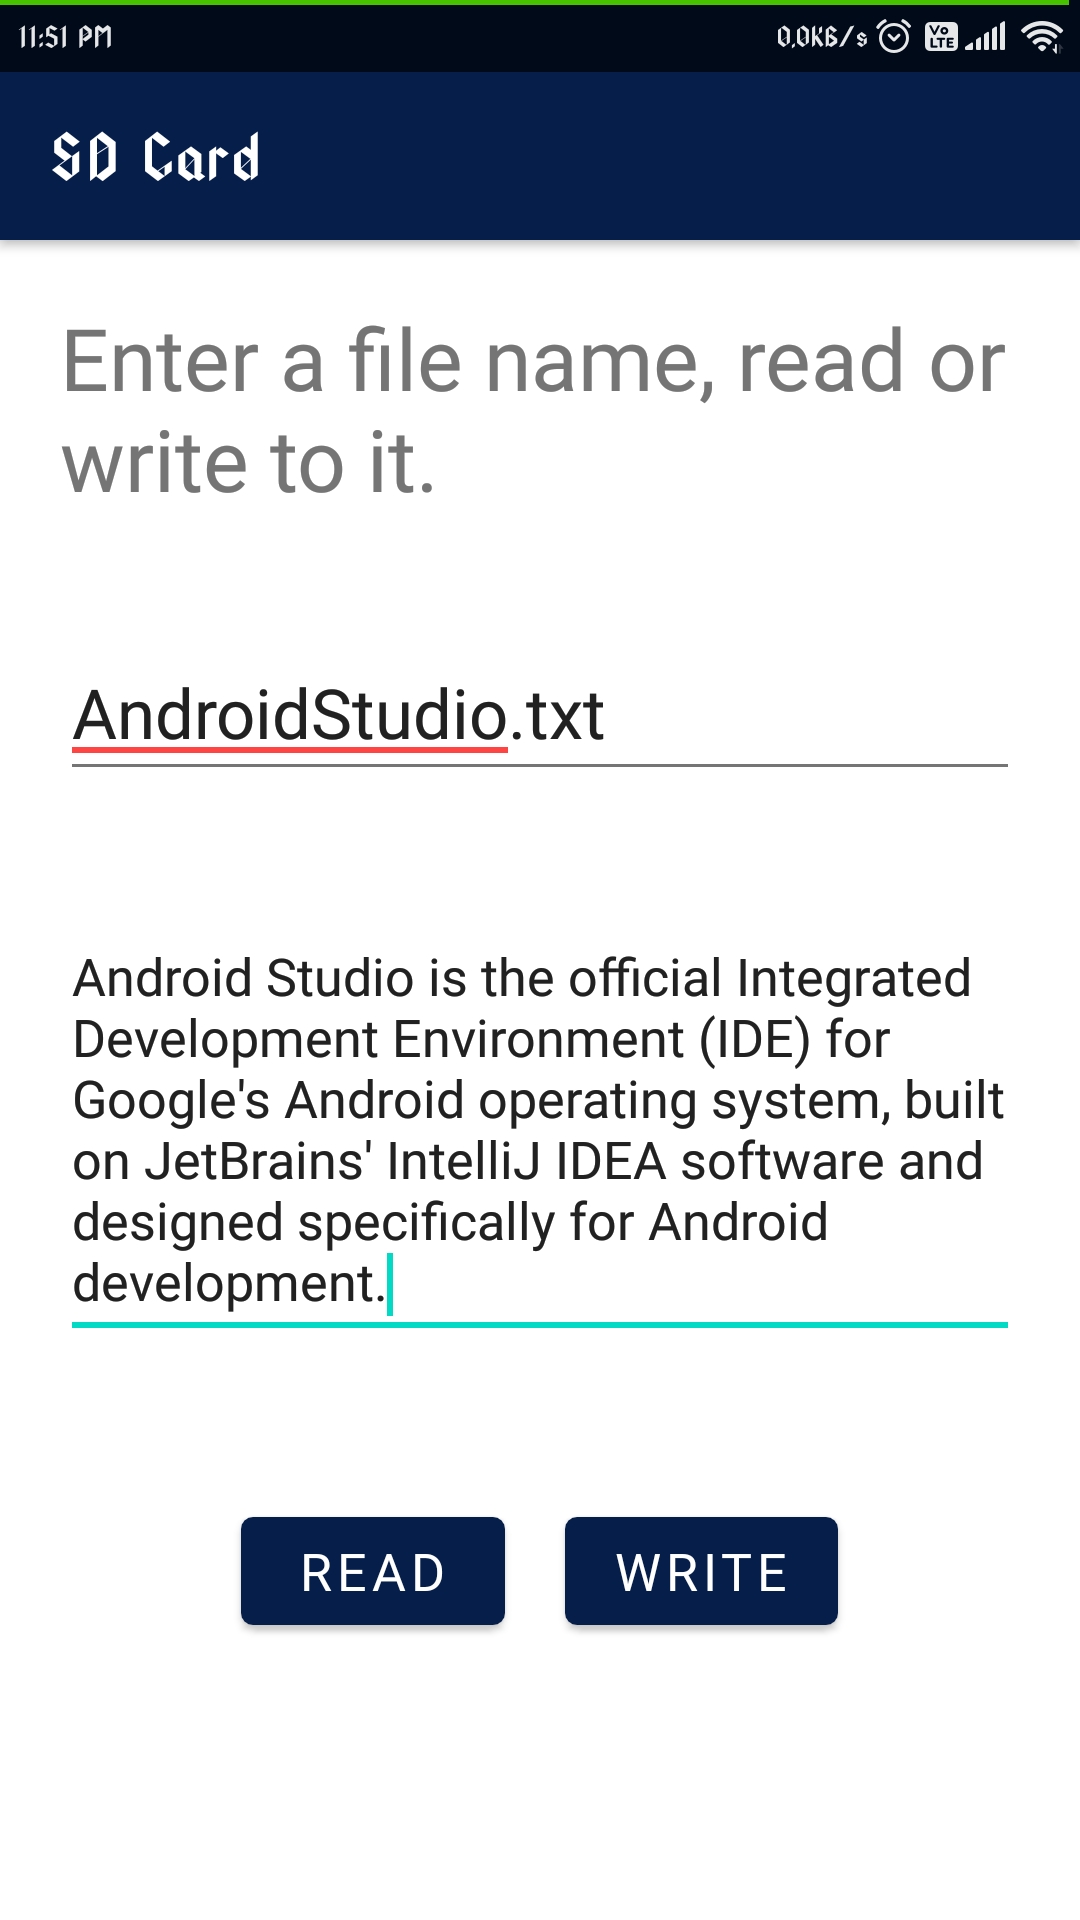 11:51 PM
0.0KB/s
Vo
LTE
SD Card
Enter a file name, read or
write to it.
AndroidStudio.txt
Android Studio is the official Integrated
Development Environment (IDE) for
Google's Android operating system, built
on JetBrains' IntelliJ IDEA software and
designed specifically for Android
development.
READ
WRITE